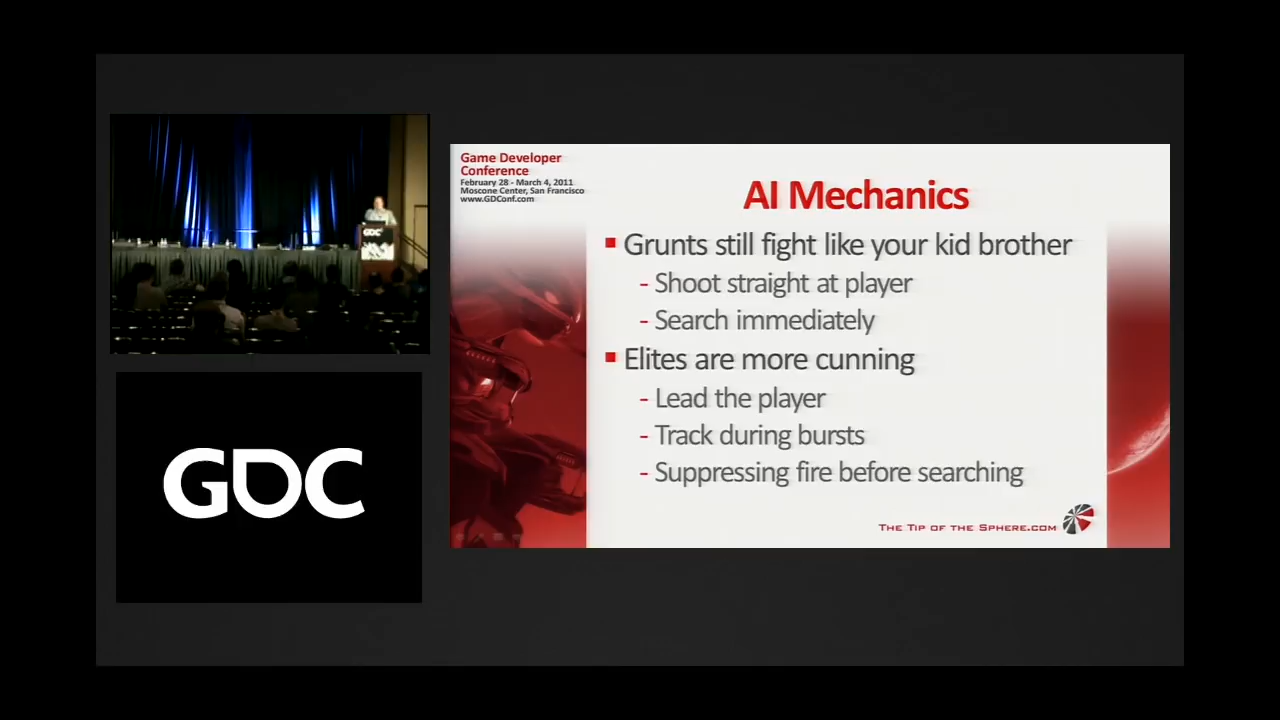 GDC
GDC
Game Developer
Conference
February 28 - March 4, 2011
Moscone Center, San Francisco
www.GDConf.com
AI Mechanics
Grunts still fight like your kid brother
- Shoot straight at player
- Search immediately
Elites are more cunning
- Lead the player
- Track during bursts
- Suppressing fire before searching
The Tip of the Sphere.com